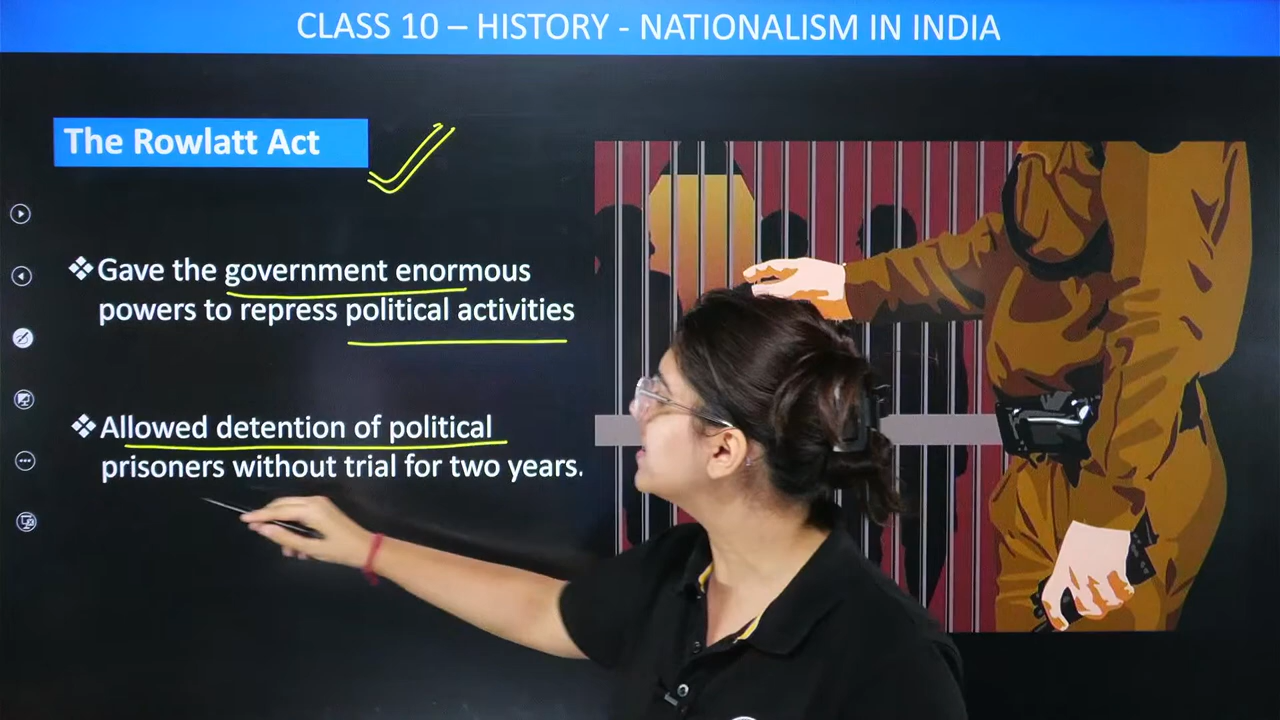 CLASS 10 – HISTORY - NATIONALISM IN INDIA
The Rowlatt Act
❖Gave the government enormous
powers to repress political activities
❖Allowed detention of political
prisoners without trial for two years.